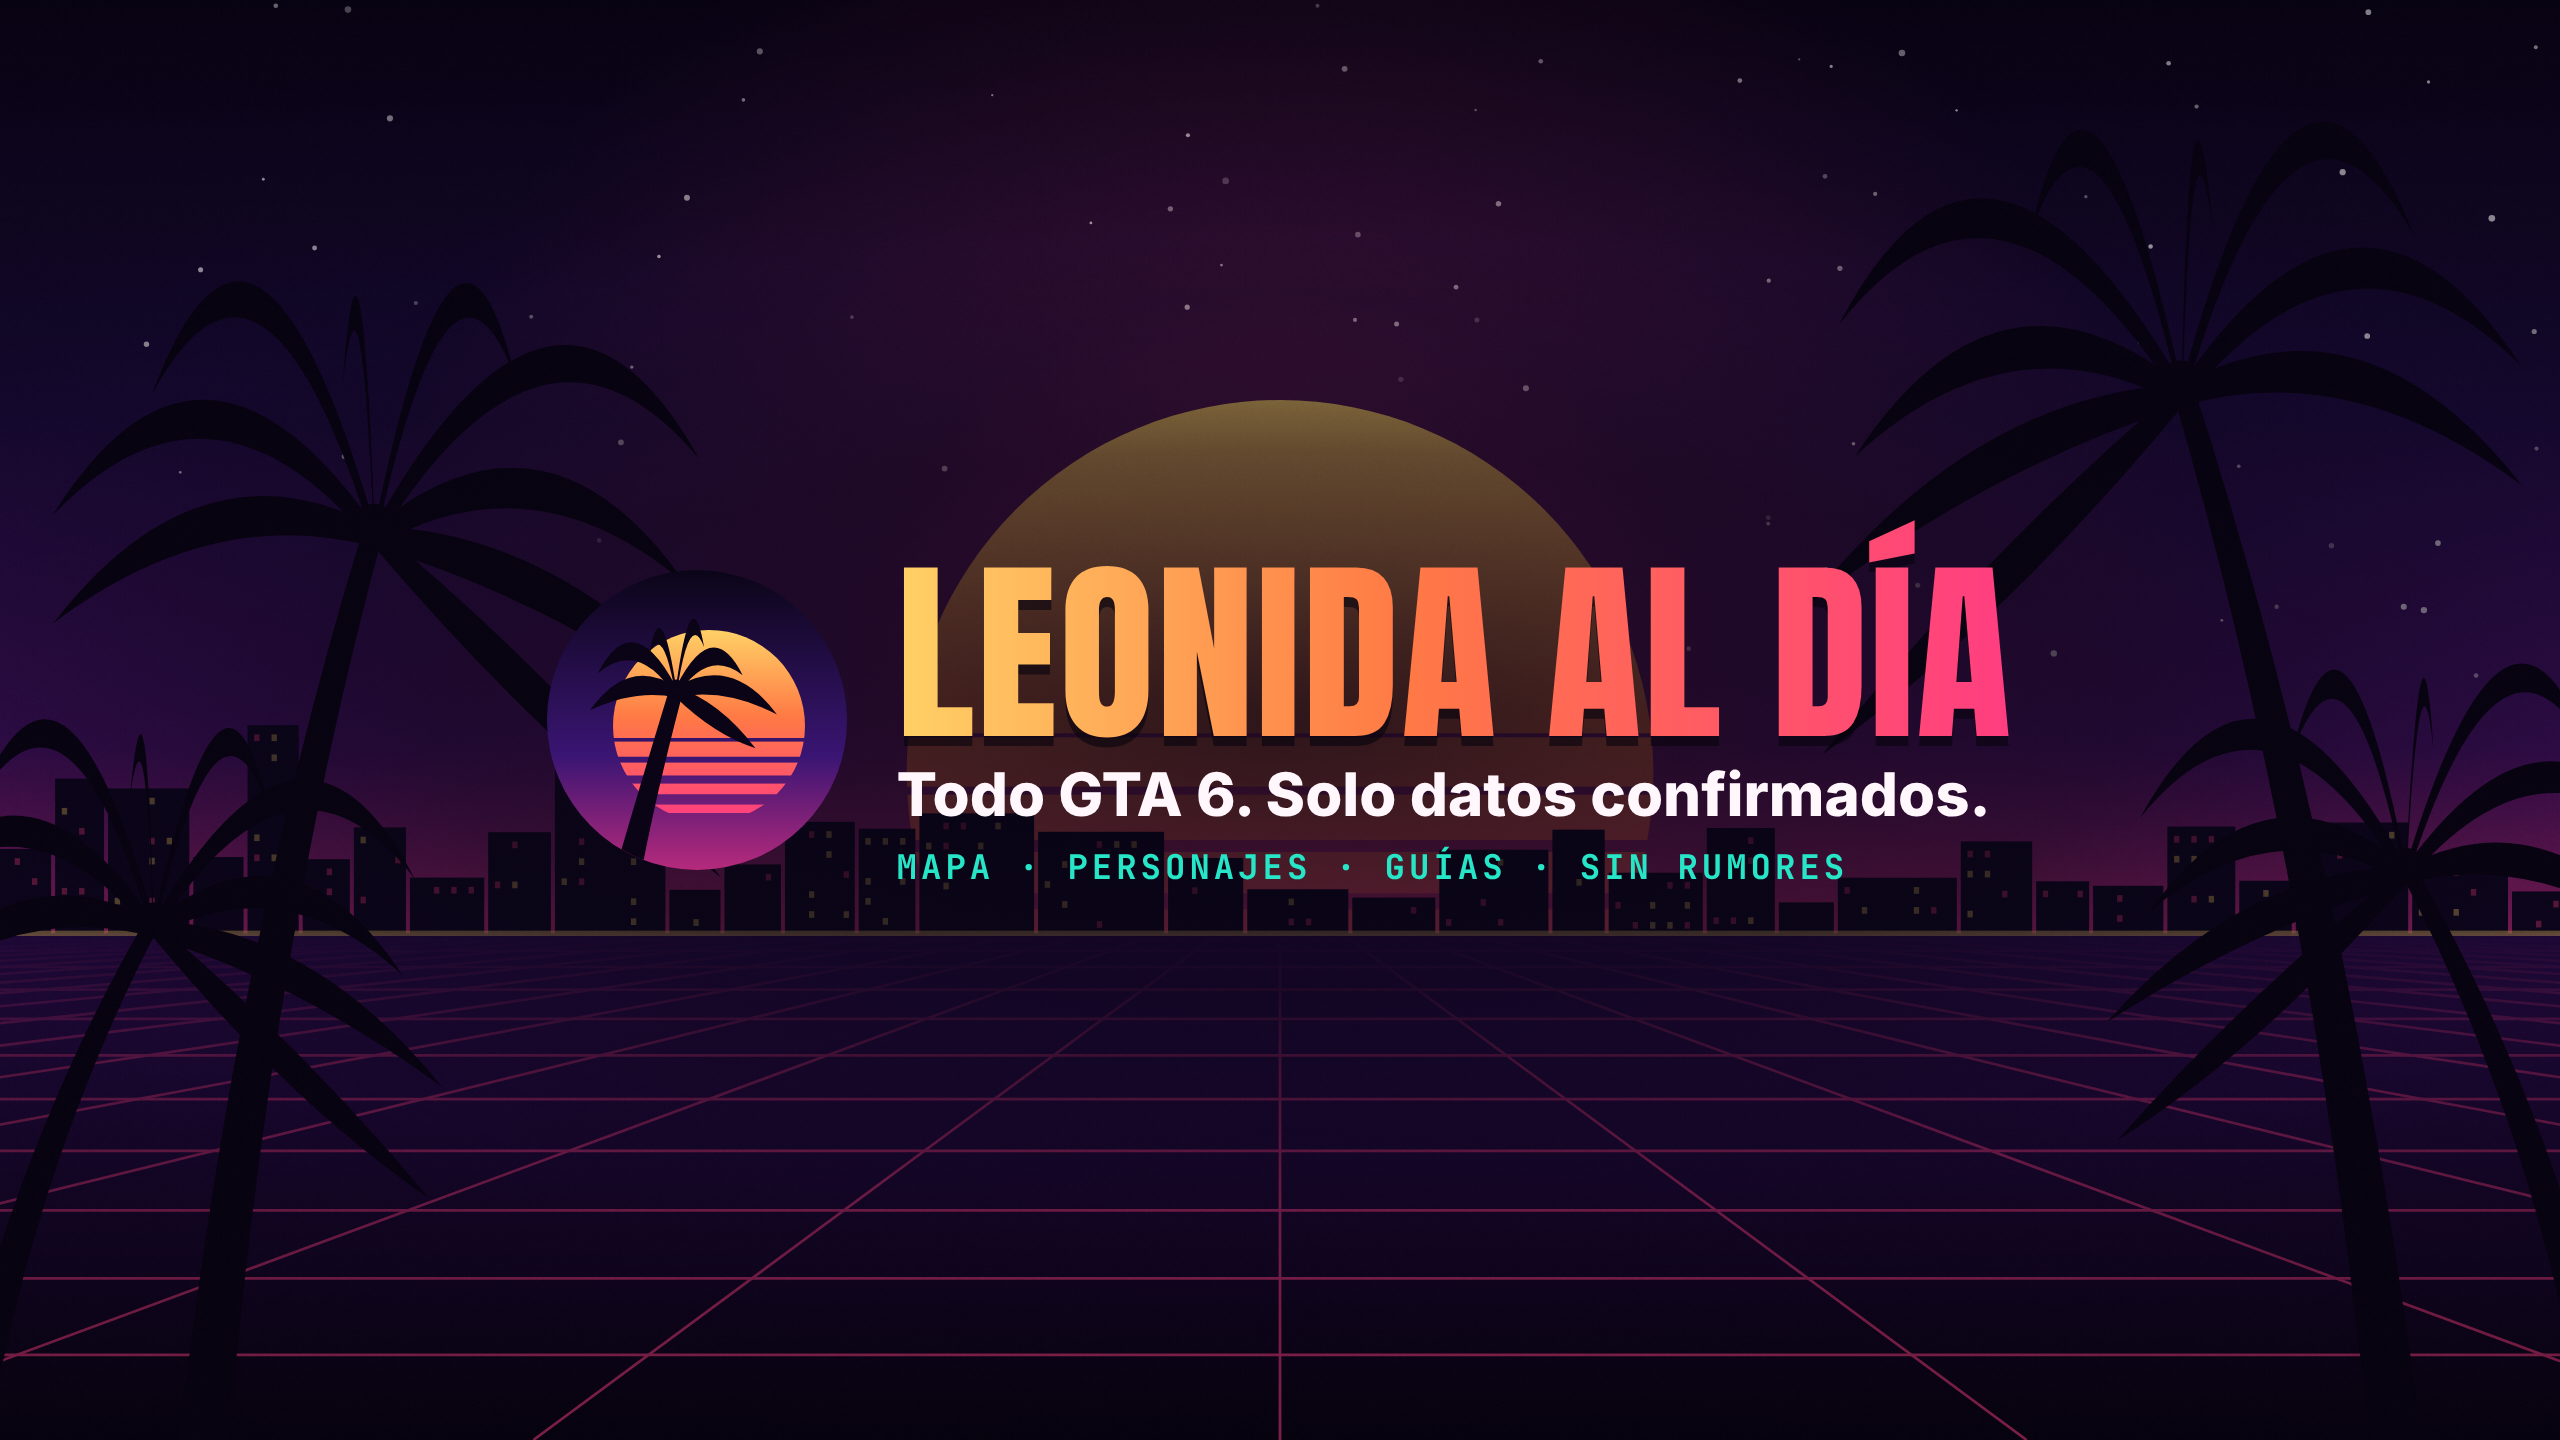 LEONIDA AL DÍA
Todo GTA 6. Solo datos confirmados.
MAPA · PERSONAJES · GUÍAS · SIN RUMORES